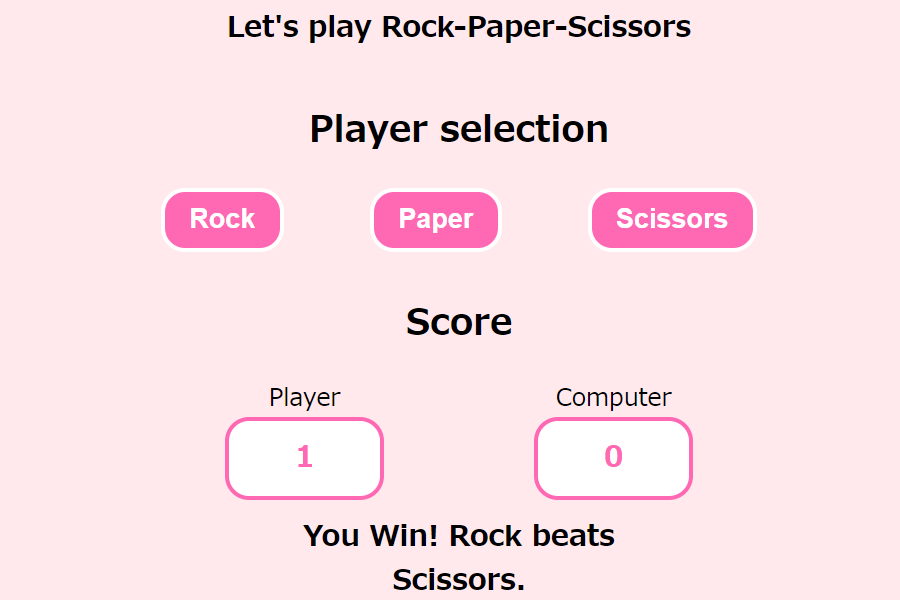 Let's play Rock-Paper-Scissors
Player selection
Rock Paper Scissors
Score
Player Computer
1 0
You Win! Rock beats
Scissors.